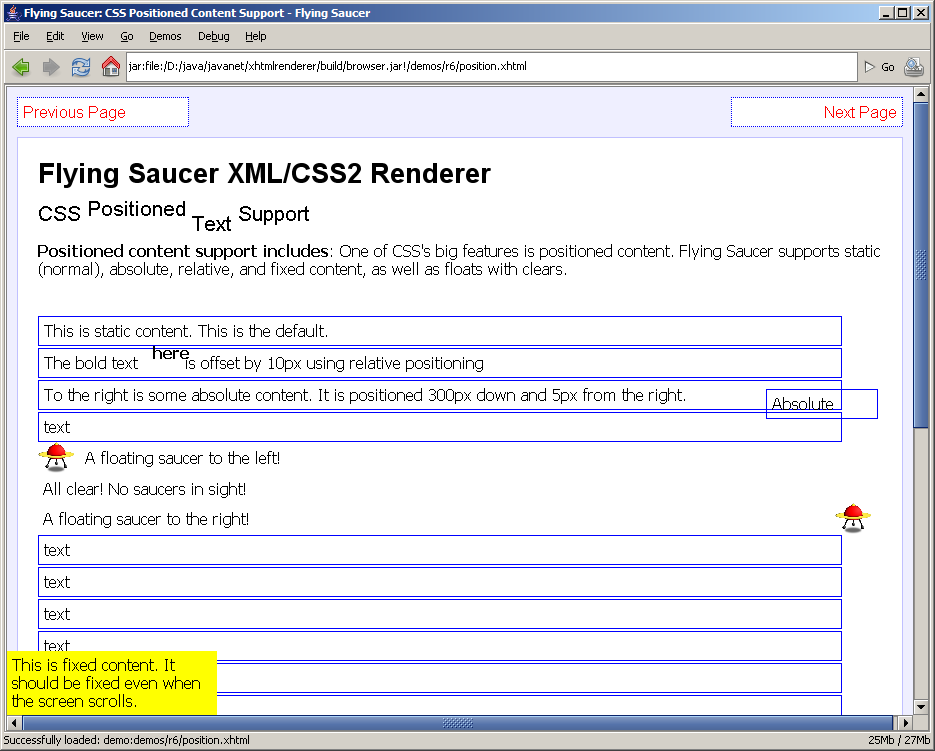 Flying Saucer: CSS Positioned Content Support - Flying Saucer
File Edit View Go Demos Debug Help
jar:file:/D:/java/javanet/xhtmlrenderer/build/browser.jar!/demos/r6/position.xhtml Go
Previous Page Next Page
Flying Saucer XML/CSS2 Renderer
CSS Positioned Text Support
Positioned content support includes: One of CSS's big features is positioned content. Flying Saucer supports static
(normal), absolute, relative, and fixed content, as well as floats with clears.
This is static content. This is the default.
The bold text here is offset by 10px using relative positioning
To the right is some absolute content. It is positioned 300px down and 5px from the right.
Absolute
text
A floating saucer to the left!
All clear! No saucers in sight!
A floating saucer to the right!
text
text
text
text
This is fixed content. It
should be fixed even when
the screen scrolls.
Successfully loaded: demo:demos/r6/position.xhtml 25Mb / 27Mb